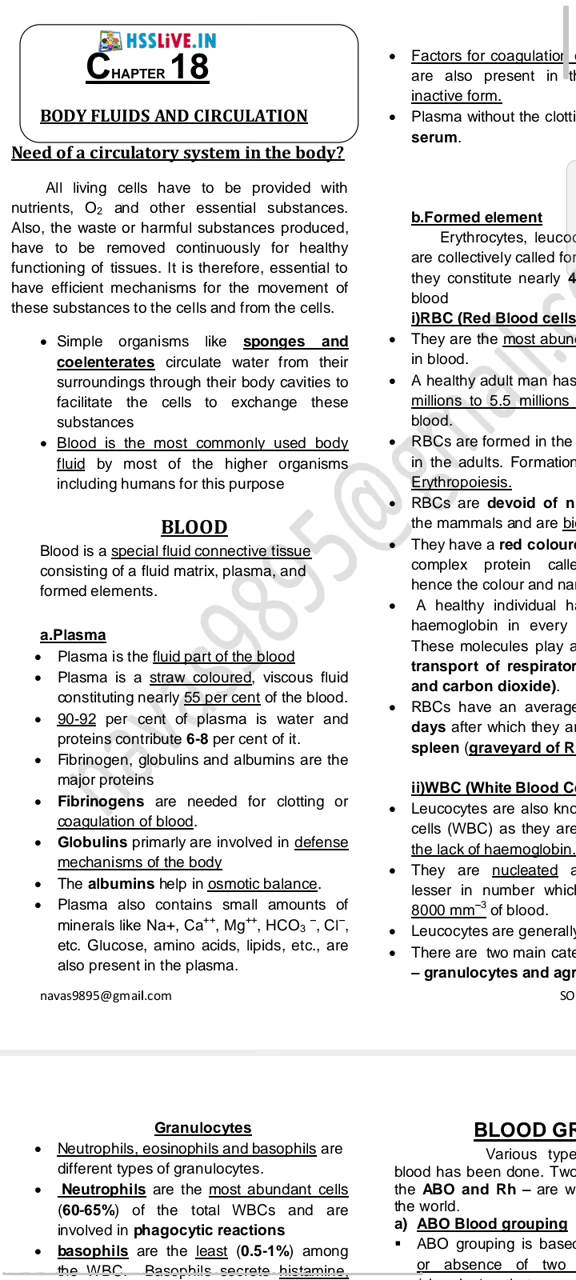 HSSLiVE.IN
CHAPTER 18
BODY FLUIDS AND CIRCULATION
Need of a circulatory system in the body?
All living cells have to be provided with
nutrients, O₂ and other essential substances.
Also, the waste or harmful substances produced,
have to be removed continuously for healthy
functioning of tissues. It is therefore, essential to
have efficient mechanisms for the movement of
these substances to the cells and from the cells.
• Simple organisms like sponges and
coelenterates circulate water from their
surroundings through their body cavities to
facilitate the cells to exchange these
substances
• Blood is the most commonly used body
fluid by most of the higher organisms
including humans for this purpose
BLOOD
Blood is a special fluid connective tissue
consisting of a fluid matrix, plasma, and
formed elements.
a.Plasma
• Plasma is the fluid part of the blood
• Plasma is a straw coloured, viscous fluid
constituting nearly 55 per cent of the blood.
• 90-92 per cent of plasma is water and
proteins contribute 6-8 per cent of it.
• Fibrinogen, globulins and albumins are the
major proteins
• Fibrinogens are needed for clotting or
coagulation of blood.
• Globulins primarly are involved in defense
mechanisms of the body
• The albumins help in osmotic balance.
• Plasma also contains small amounts of
minerals like Na+, Ca⁺⁺, Mg⁺⁺, HCO₃⁻, Cl⁻,
etc. Glucose, amino acids, lipids, etc., are
also present in the plasma.
navas9895@gmail.com
• Factors for coagulation
are also present in
inactive form.
• Plasma without the
serum.
b.Formed element
Erythrocytes,
are collectively called
they constitute nearly
blood
i)RBC (Red Blood cells
• They are the most
in blood.
• A healthy adult man has
millions to 5.5 millions
blood.
• RBCs are formed in the
in the adults. Formation
Erythropoiesis.
• RBCs are devoid of
the mammals and are
• They have a red
complex protein
hence the colour and
• A healthy individual
haemoglobin in every
These molecules play a
transport of
and carbon dioxide).
• RBCs have an average
days after which they
spleen (graveyard of
ii)WBC (White Blood
• Leucocytes are also
cells (WBC) as they are
the lack of haemoglobin.
• They are nucleated
lesser in number
8000 mm⁻³ of blood.
• Leucocytes are generally
• There are two main
– granulocytes and
SO
navas9895@gmail.
Granulocytes
• Neutrophils, eosinophils and basophils are
different types of granulocytes.
• Neutrophils are the most abundant cells
(60-65%) of the total WBCs and are
involved in phagocytic reactions
• basophils are the least (0.5-1%) among
the WBC. Basophils secrete histamine,
BLOOD
Various
blood has been done. Two
the ABO and Rh – are
the world.
a) ABO Blood grouping
▪ ABO grouping is
or absence of two